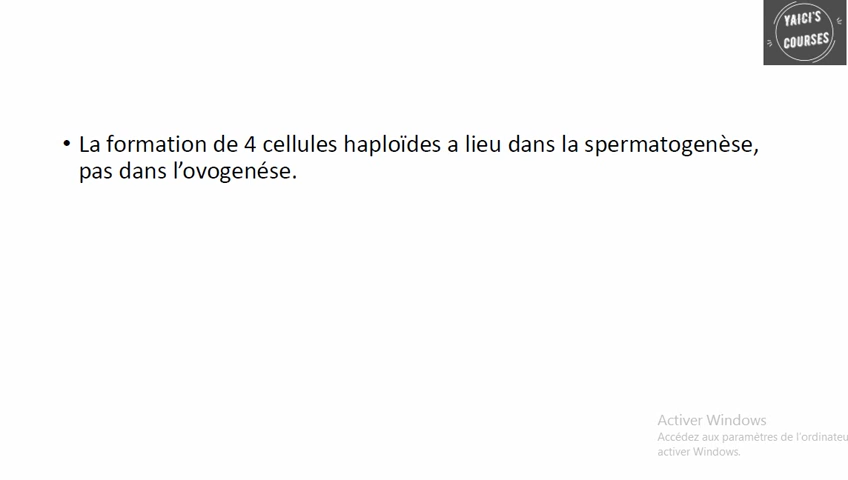 YAICI'S
COURSES
• La formation de 4 cellules haploïdes a lieu dans la spermatogenèse,
pas dans l’ovogenése.
Activer Windows
Accédez aux paramètres de l'ordinateu
activer Windows.